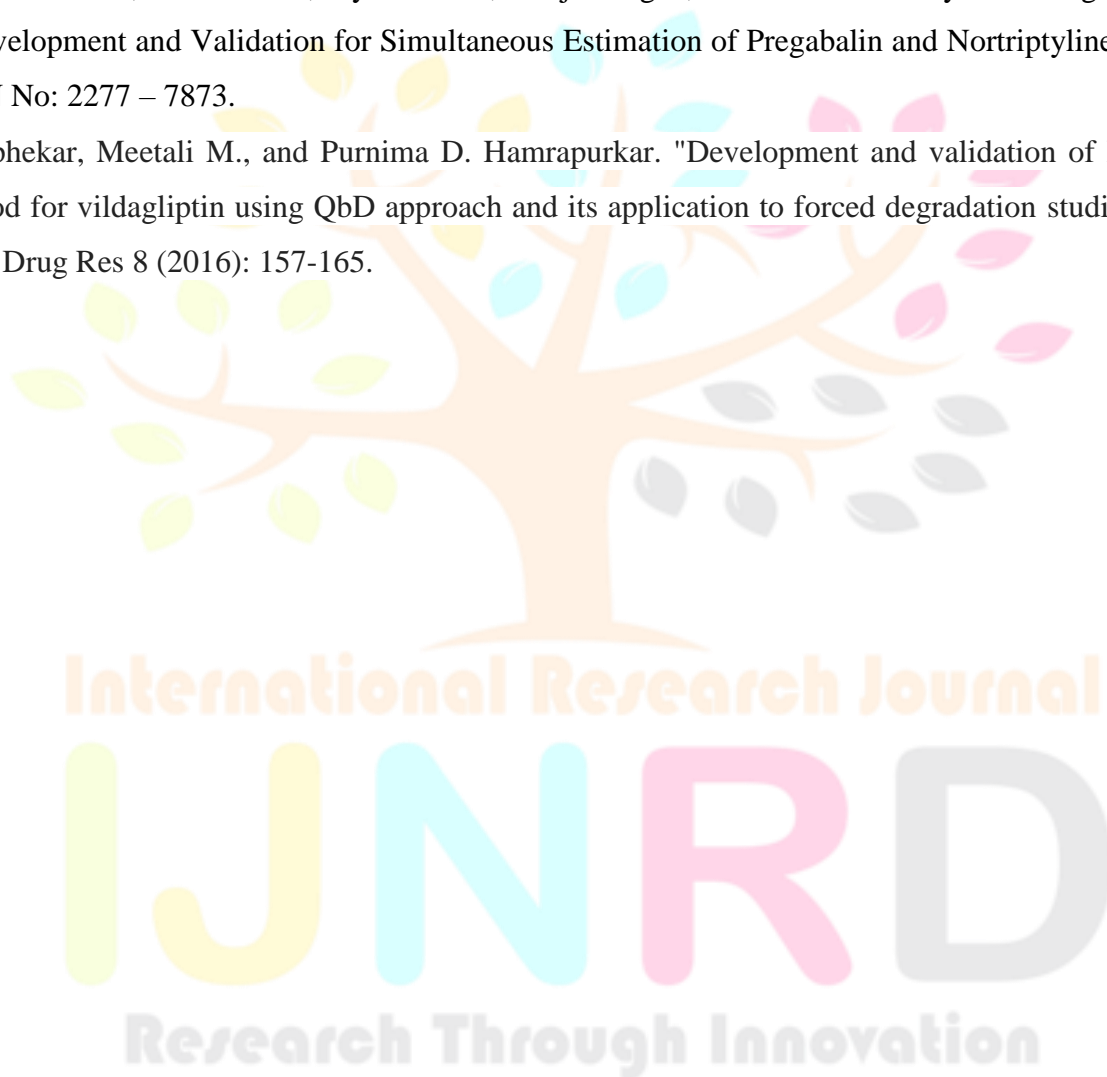 velopment and Validation for Simultaneous Estimation of Pregabalin and Nortriptyline
No: 2277 – 7873.
hekar, Meetali M., and Purnima D. Hamrapurkar. "Development and validation of
od for vildagliptin using QbD approach and its application to forced degradation studi
Drug Res 8 (2016): 157-165.
International Research Journal
IJNRD
Research Through Innovation